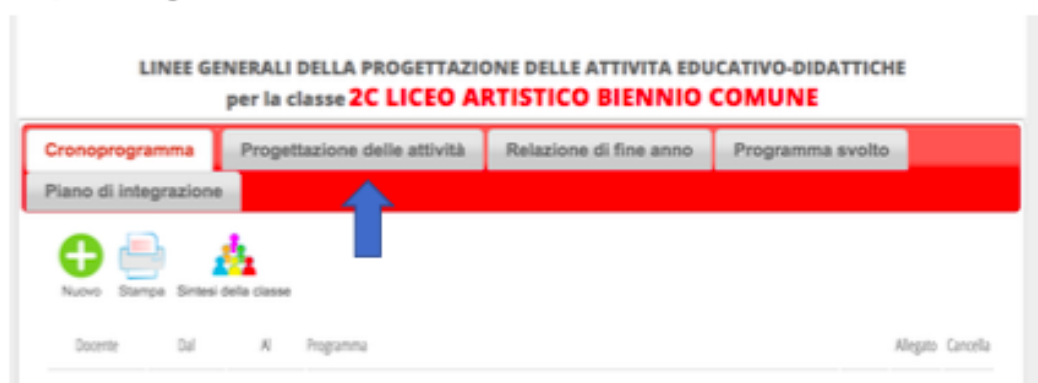 LINEE GENERALI DELLA PROGETTAZIONE DELLE ATTIVITA EDUCATIVO-DIDATTICHE
per la classe 2C LICEO ARTISTICO BIENNIO COMUNE
Cronoprogramma Progettazione delle attività Relazione di fine anno Programma svolto
Piano di integrazione
Nuovo Stampa Sintesi della classe
Docente Dal Al Programma Allegato Cancella